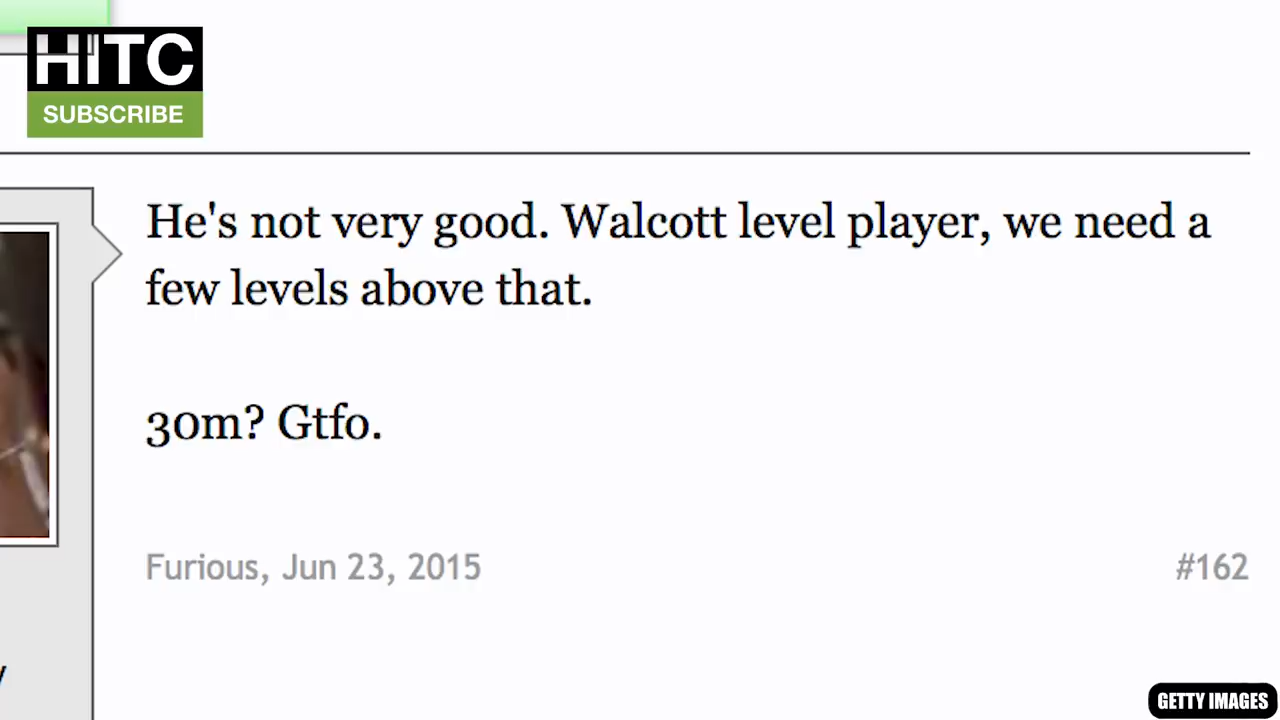 HITC
SUBSCRIBE
He's not very good. Walcott level player, we need a
few levels above that.
30m? Gtfo.
Furious, Jun 23, 2015
#162
y
GETTY IMAGES